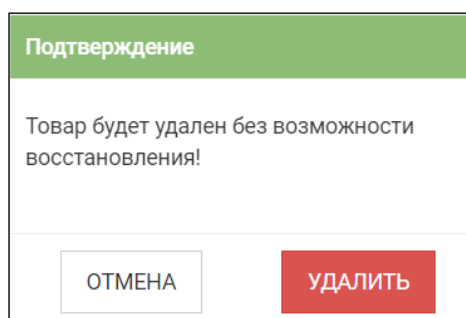 Подтверждение
Товар будет удален без возможности
восстановления!
ОТМЕНА
УДАЛИТЬ